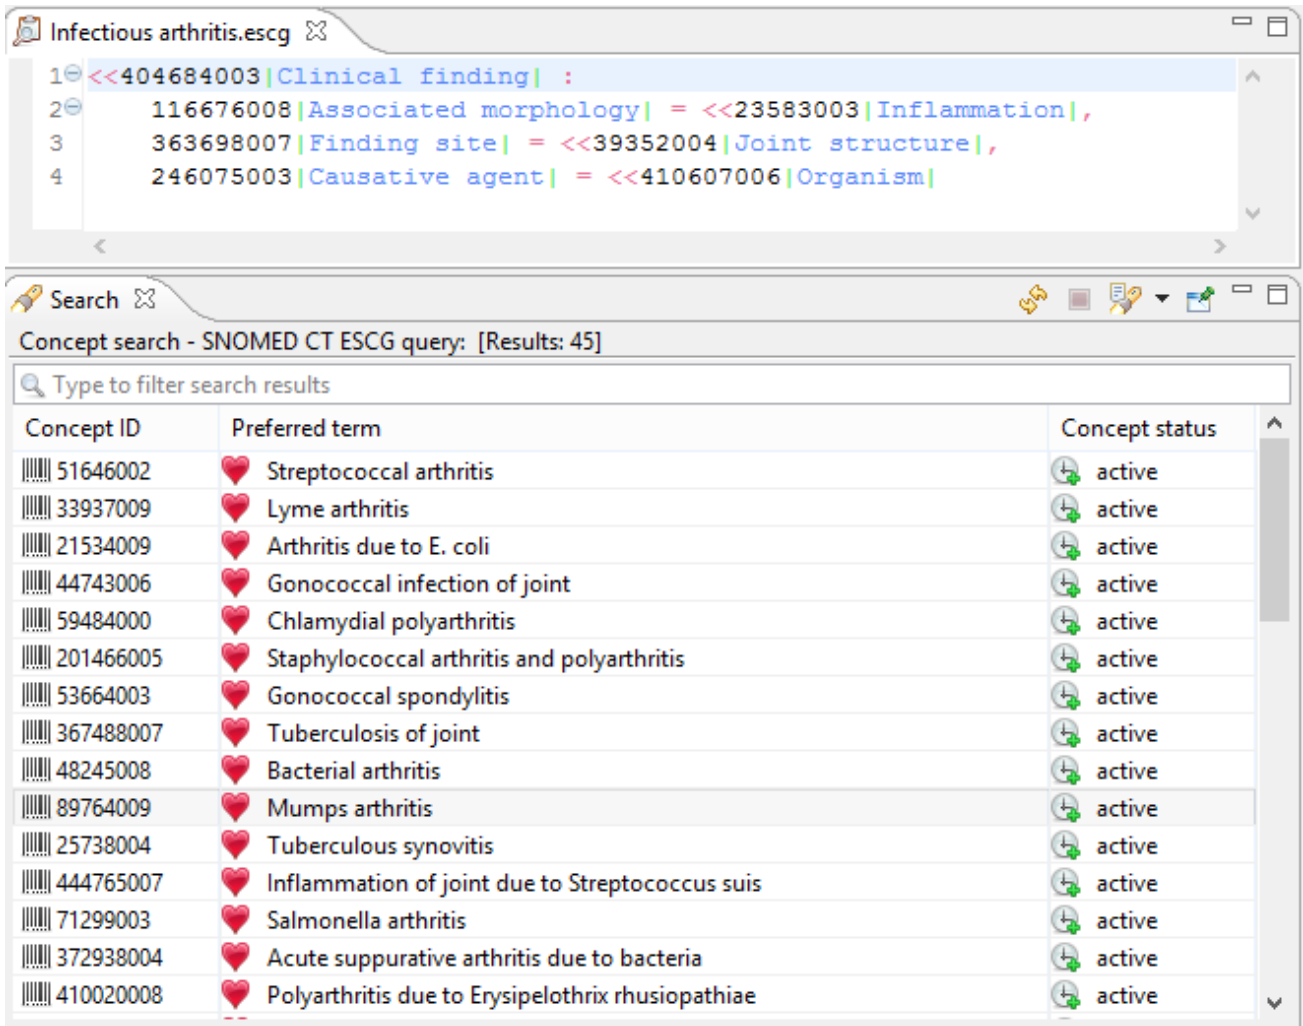 Infectious arthritis.escg
1 <<404684003|Clinical finding| :
2 116676008|Associated morphology| = <<23583003|Inflammation|,
3 363698007|Finding site| = <<39352004|Joint structure|,
4 246075003|Causative agent| = <<410607006|Organism|
Search
Concept search - SNOMED CT ESCG query: [Results: 45]
Type to filter search results
Concept ID Preferred term Concept status
51646002 Streptococcal arthritis active
33937009 Lyme arthritis active
21534009 Arthritis due to E. coli active
44743006 Gonococcal infection of joint active
59484000 Chlamydial polyarthritis active
201466005 Staphylococcal arthritis and polyarthritis active
53664003 Gonococcal spondylitis active
367488007 Tuberculosis of joint active
48245008 Bacterial arthritis active
89764009 Mumps arthritis active
25738004 Tuberculous synovitis active
444765007 Inflammation of joint due to Streptococcus suis active
71299003 Salmonella arthritis active
372938004 Acute suppurative arthritis due to bacteria active
410020008 Polyarthritis due to Erysipelothrix rhusiopathiae active